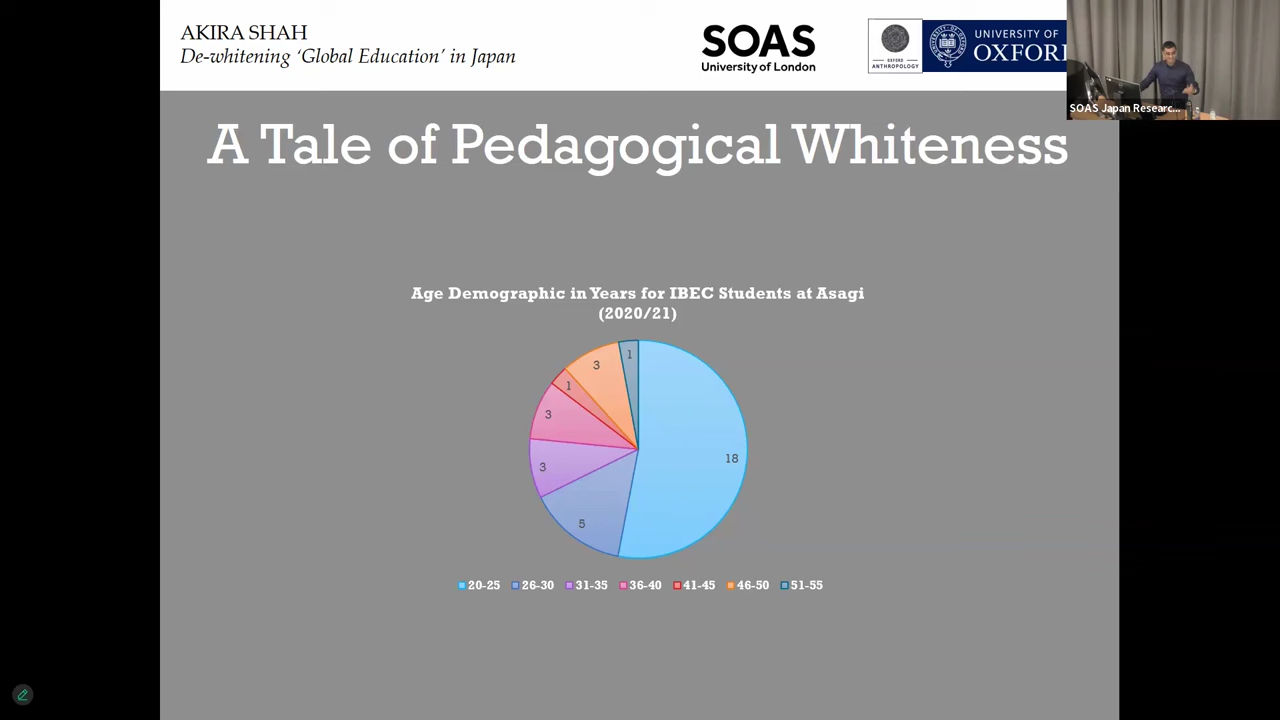 AKIRA SHAH
De-whitening ‘Global Education’ in Japan
SOAS
University of London
OXFORD
ANTHROPOLOGY
UNIVERSITY OF
OXFORD
SOAS Japan Researc...
A Tale of Pedagogical Whiteness
Age Demographic in Years for IBEC Students at Asagi
(2020/21)
1
3
1
3
18
3
5
20-25 26-30 31-35 36-40 41-45 46-50 51-55